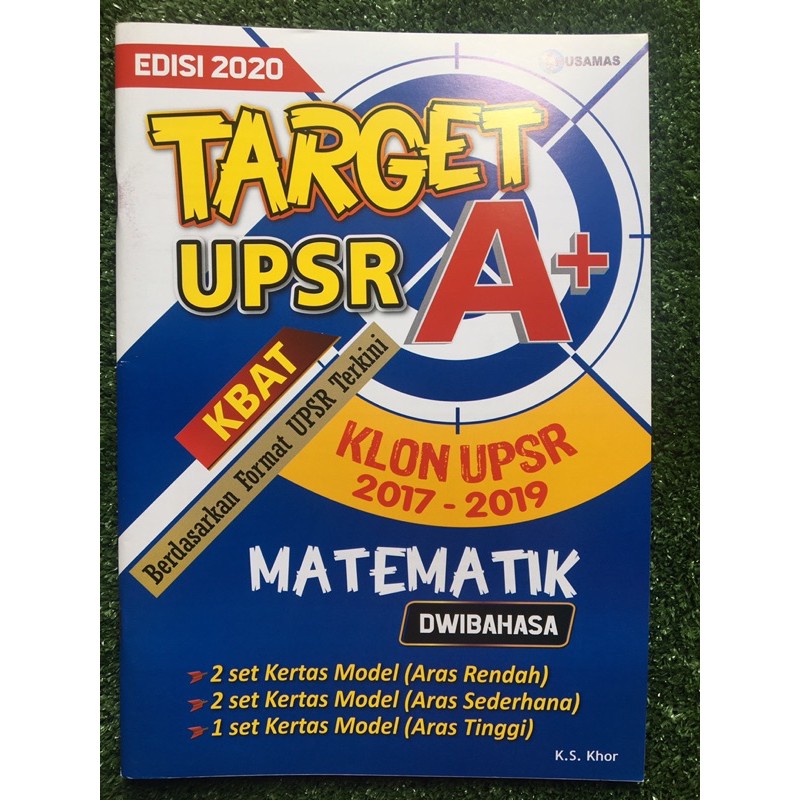 EDISI 2020
USAMAS
TARGET
UPSR A+
KBAT
Berdasarkan Format UPSR Terkini
KLON UPSR
2017 - 2019
MATEMATIK
DWIBAHASA
2 set Kertas Model (Aras Rendah)
2 set Kertas Model (Aras Sederhana)
1 set Kertas Model (Aras Tinggi)
K.S. Khor